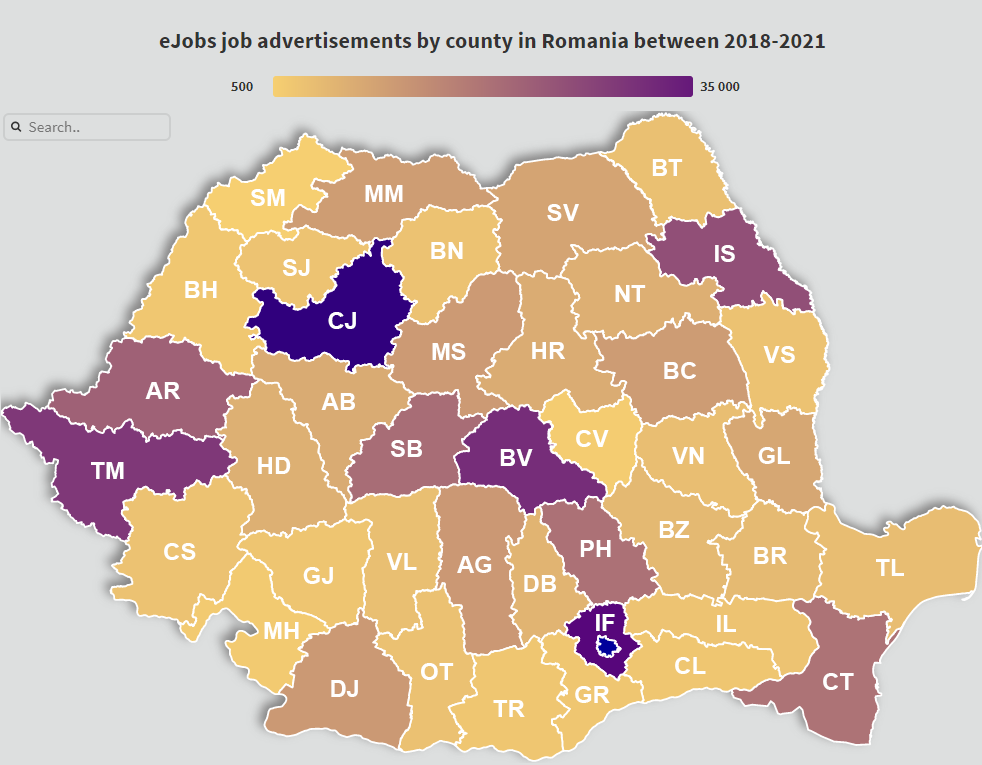 eJobs job advertisements by county in Romania between 2018-2021
500 35 000
Search..
BT
SM MM
SV
BN IS
SJ
BH NT
CJ
MS HR VS
BC
AR AB
CV
SB BV VN GL
HD
TM
BZ
CS PH BR
VL AG TL
GJ DB
MH IF IL
CL
OT CT
DJ GR
TR